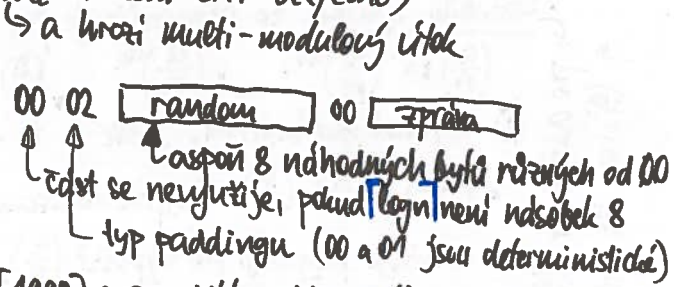 ↳ a hrozí multi-modulový útok
00 02 random 00 zpráva
aspoň 8 náhodných bytů různých od 00
část se nevyužije, pokud ⌈log n⌉ není násobek 8
typ paddingu (00 a 01 jsou deterministické)